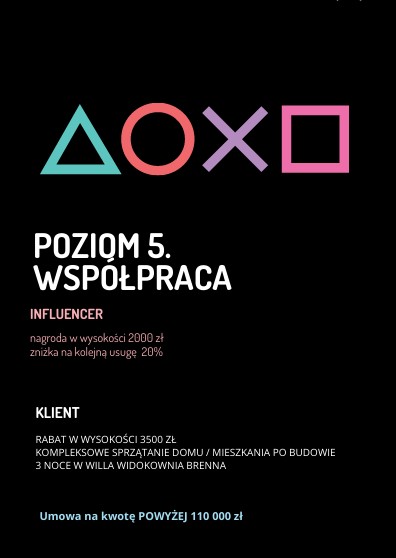 POZIOM 5.
WSPÓŁPRACA
INFLUENCER
nagroda w wysokości 2000 zł
zniżka na kolejną usugę 20%
KLIENT
RABAT W WYSOKOŚCI 3500 ZŁ
KOMPLEKSOWE SPRZĄTANIE DOMU / MIESZKANIA PO BUDOWIE
3 NOCE W WILLA WIDOKOWNIA BRENNA
Umowa na kwotę POWYŻEJ 110 000 zł